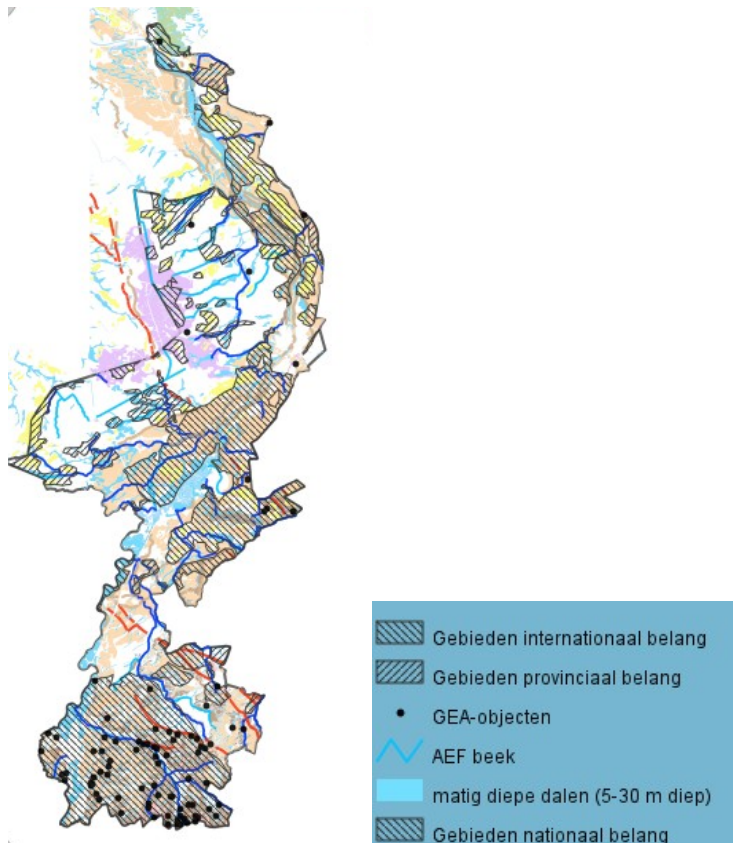 Gebieden internationaal belang
Gebieden provinciaal belang
GEA-objecten
AEF beek
matig diepe dalen (5-30 m diep)
Gebieden nationaal belang